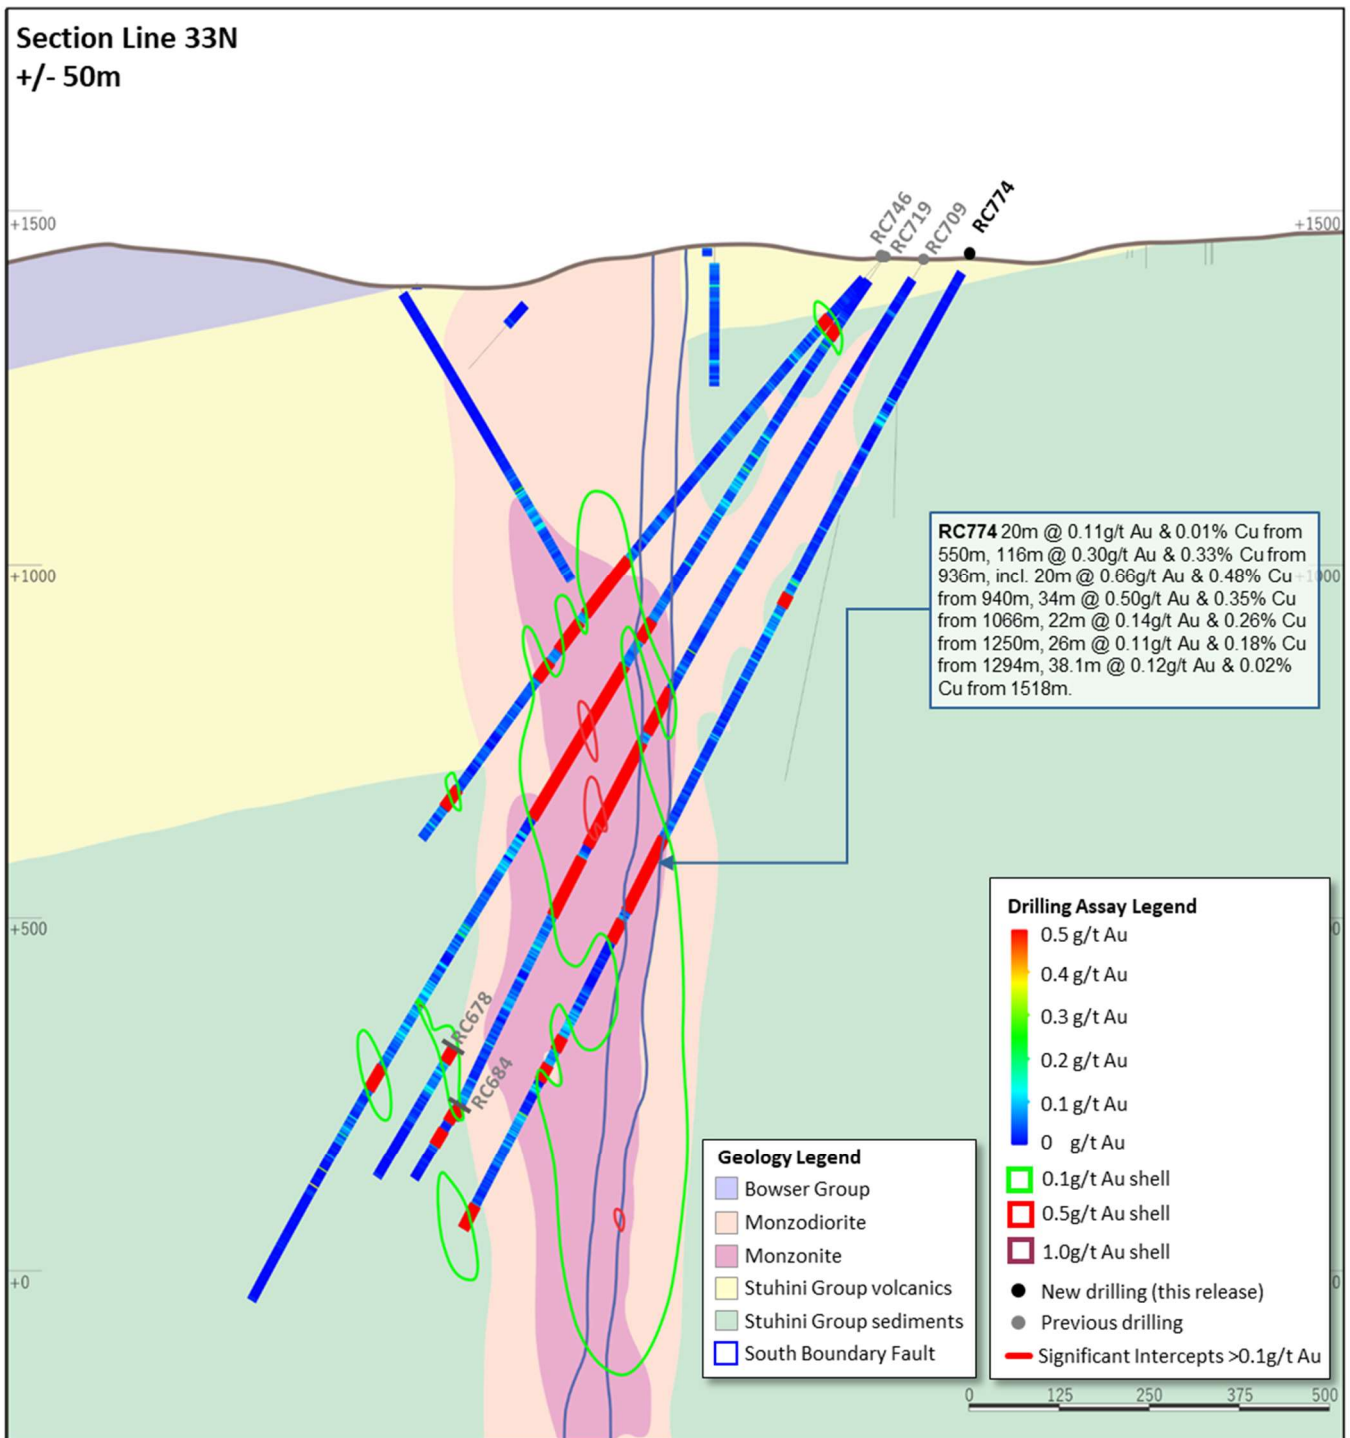 Section Line 33N
+/- 50m
RC746
RC719
RC709
RC774
+1500
+1500
+1000
+1000
RC774 20m @ 0.11g/t Au & 0.01% Cu from
550m, 116m @ 0.30g/t Au & 0.33% Cu from
936m, incl. 20m @ 0.66g/t Au & 0.48% Cu
from 940m, 34m @ 0.50g/t Au & 0.35% Cu
from 1066m, 22m @ 0.14g/t Au & 0.26% Cu
from 1250m, 26m @ 0.11g/t Au & 0.18% Cu
from 1294m, 38.1m @ 0.12g/t Au & 0.02%
Cu from 1518m.
+500
0
RC678
RC684
+0
0
Drilling Assay Legend
0.5 g/t Au
0.4 g/t Au
0.3 g/t Au
0.2 g/t Au
0.1 g/t Au
0 g/t Au
0.1g/t Au shell
0.5g/t Au shell
1.0g/t Au shell
New drilling (this release)
Previous drilling
Significant Intercepts >0.1g/t Au
Geology Legend
Bowser Group
Monzodiorite
Monzonite
Stuhini Group volcanics
Stuhini Group sediments
South Boundary Fault
0 125 250 375 500